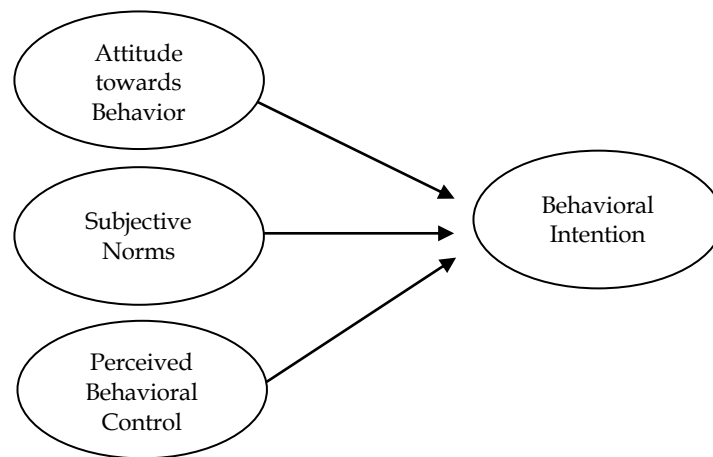 Attitude
towards
Behavior
Subjective
Norms
Behavioral
Intention
Perceived
Behavioral
Control